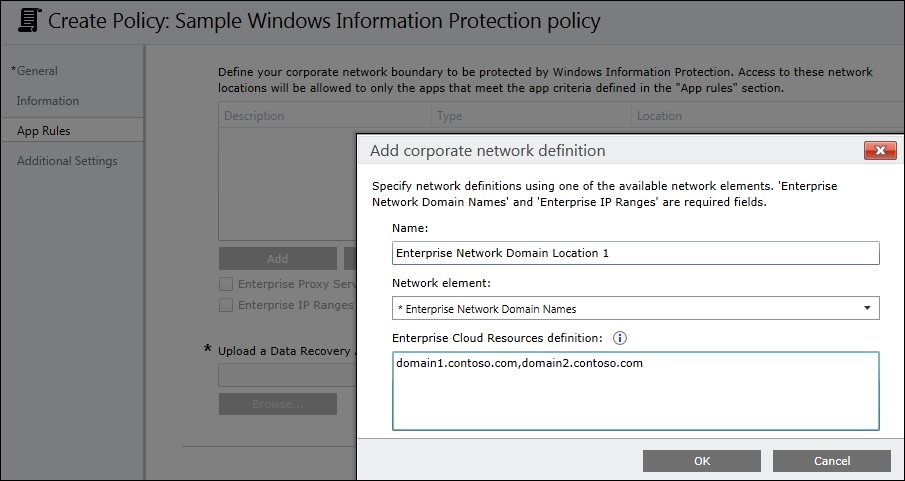 Create Policy: Sample Windows Information Protection policy
*General
Information
App Rules
Additional Settings
Define your corporate network boundary to be protected by Windows Information Protection. Access to these network
locations will be allowed to only the apps that meet the app criteria defined in the "App rules" section.
Description Type Location
Add
Enterprise Proxy Serv
Enterprise IP Ranges
* Upload a Data Recovery
Browse...
Add corporate network definition
Specify network definitions using one of the available network elements. 'Enterprise
Network Domain Names' and 'Enterprise IP Ranges' are required fields.
Name:
Enterprise Network Domain Location 1
Network element:
* Enterprise Network Domain Names
Enterprise Cloud Resources definition:
domain1.contoso.com,domain2.contoso.com
OK Cancel